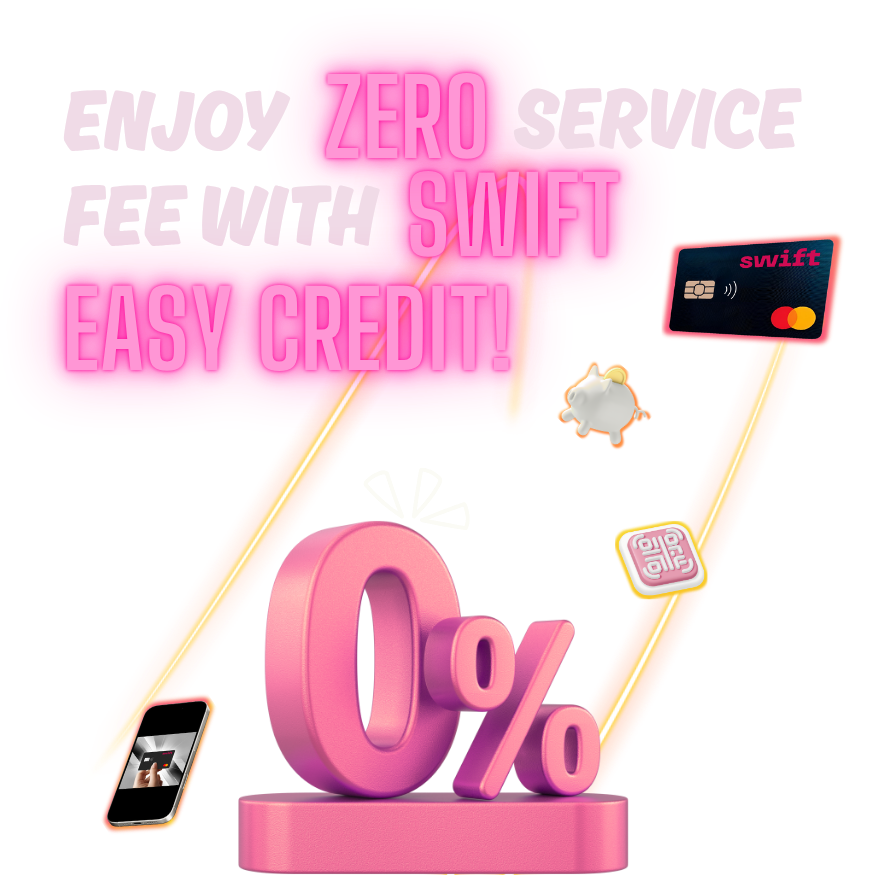 ENJOY ZERO SERVICE
FEE WITH SWIFT
EASY CREDIT!
swift
0%